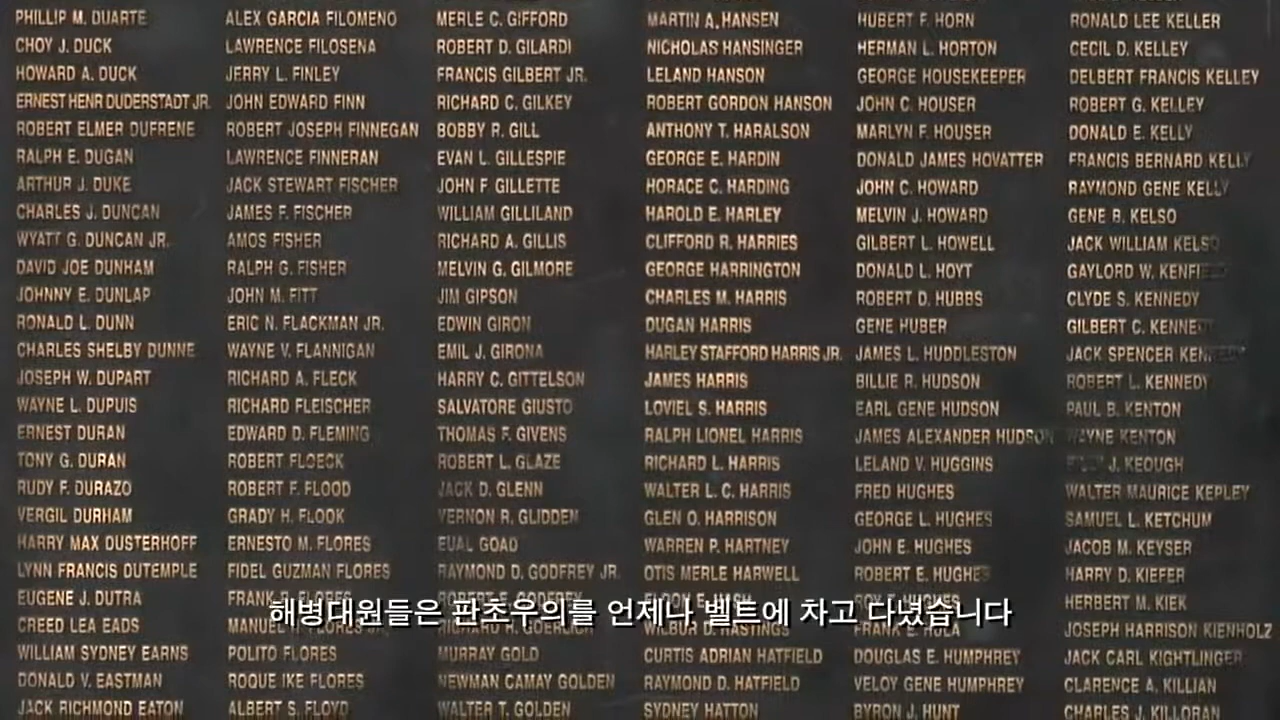 PHILLIP M. DUARTE
CHOY J. DUCK
HOWARD A. DUCK
ERNEST HENR DUDERSTADT JR.
ROBERT ELMER DUFRENE
RALPH E. DUGAN
ARTHUR J. DUKE
CHARLES J. DUNCAN
WYATT G. DUNCAN JR.
DAVID JOE DUNHAM
JOHNNY E. DUNLAP
RONALD L. DUNN
CHARLES SHELBY DUNNE
JOSEPH W. DUPART
WAYNE L. DUPUIS
ERNEST DURAN
TONY G. DURAN
RUDY F. DURAZO
VERGIL DURHAM
HARRY MAX DUSTERHOFF
LYNN FRANCIS DUTEMPLE
EUGENE J. DUTRA
CREED LEA EADS
WILLIAM SYDNEY EARNS
DONALD V. EASTMAN
JACK RICHMOND EATON
ALEX GARCIA FILOMENO
LAWRENCE FILOSENA
JERRY L. FINLEY
JOHN EDWARD FINN
ROBERT JOSEPH FINNEGAN
LAWRENCE FINNERAN
JACK STEWART FISCHER
JAMES F. FISCHER
AMOS FISHER
RALPH G. FISHER
JOHN M. FITT
ERIC N. FLACKMAN JR.
WAYNE V. FLANNIGAN
RICHARD A. FLECK
RICHARD FLEISCHER
EDWARD D. FLEMING
ROBERT FLOECK
ROBERT F. FLOOD
GRADY H. FLOOK
ERNESTO M. FLORES
FIDEL GUZMAN FLORES
FRANK FLORES
MANUEL FLORES JR.
POLITO FLORES
ROQUE IKE FLORES
ALBERT S. FLOYD
MERLE C. GIFFORD
ROBERT D. GILARDI
FRANCIS GILBERT JR.
RICHARD C. GILKEY
BOBBY R. GILL
EVAN L. GILLESPIE
JOHN F GILLETTE
WILLIAM GILLILAND
RICHARD A. GILLIS
MELVIN G. GILMORE
JIM GIPSON
EDWIN GIRON
EMIL J. GIRONA
HARRY C. GITTELSON
SALVATORE GIUSTO
THOMAS F. GIVENS
ROBERT L. GLAZE
JACK D. GLENN
VERNON R. GLIDDEN
EUAL GOAD
RAYMOND D. GODFREY JR.
ROBERT E. GODFREY
RICHARD H. GOERLICH
MURRAY GOLD
NEWMAN CAMAY GOLDEN
WALTER T. GOLDEN
MARTIN A. HANSEN
NICHOLAS HANSINGER
LELAND HANSON
ROBERT GORDON HANSON
ANTHONY T. HARALSON
GEORGE E. HARDIN
HORACE C. HARDING
HAROLD E. HARLEY
CLIFFORD R. HARRIES
GEORGE HARRINGTON
CHARLES M. HARRIS
DUGAN HARRIS
HARLEY STAFFORD HARRIS JR.
JAMES HARRIS
LOVIEL S. HARRIS
RALPH LIONEL HARRIS
RICHARD L. HARRIS
WALTER L. C. HARRIS
GLEN O. HARRISON
WARREN P. HARTNEY
OTIS MERLE HARWELL
WILBUR D. HASTINGS
CURTIS ADRIAN HATFIELD
RAYMOND D. HATFIELD
SYDNEY HATTON
HUBERT F. HORN
HERMAN L. HORTON
GEORGE HOUSEKEEPER
JOHN C. HOUSER
MARLYN F. HOUSER
DONALD JAMES HOVATTER
JOHN C. HOWARD
MELVIN J. HOWARD
GILBERT L. HOWELL
DONALD L. HOYT
ROBERT D. HUBBS
GENE HUBER
JAMES L. HUDDLESTON
BILLIE R. HUDSON
EARL GENE HUDSON
JAMES ALEXANDER HUDSON
LELAND V. HUGGINS
FRED HUGHES
GEORGE L. HUGHES
JOHN E. HUGHES
ROBERT E. HUGHES
ROY T. HUGHES
FRANK E. HULA
DOUGLAS E. HUMPHREY
VELOY GENE HUMPHREY
BYRON J. HUNT
RONALD LEE KELLER
CECIL D. KELLEY
DELBERT FRANCIS KELLEY
ROBERT G. KELLEY
DONALD E. KELLY
FRANCIS BERNARD KELLY
RAYMOND GENE KELLY
GENE B. KELSO
JACK WILLIAM KELSO
GAYLORD W.
CLYDE S. KENNEDY
GILBERT C. KENNEDY
JACK SPENCER KENNEDY
ROBERT L. KENNEDY
PAUL B. KENTON
WAYNE KENTON
J. KEOUGH
WALTER MAURICE KEPLEY
SAMUEL L. KETCHUM
JACOB M. KEYSER
HARRY D. KIEFER
HERBERT M. KIEK
JOSEPH HARRISON KIENHOLZ
JACK CARL KIGHTLINGER
CLARENCE A. KILLIAN
CHARLES J. KILLORAN
해병대원들은 판초우의를 언제나 벨트에 차고 다녔습니다